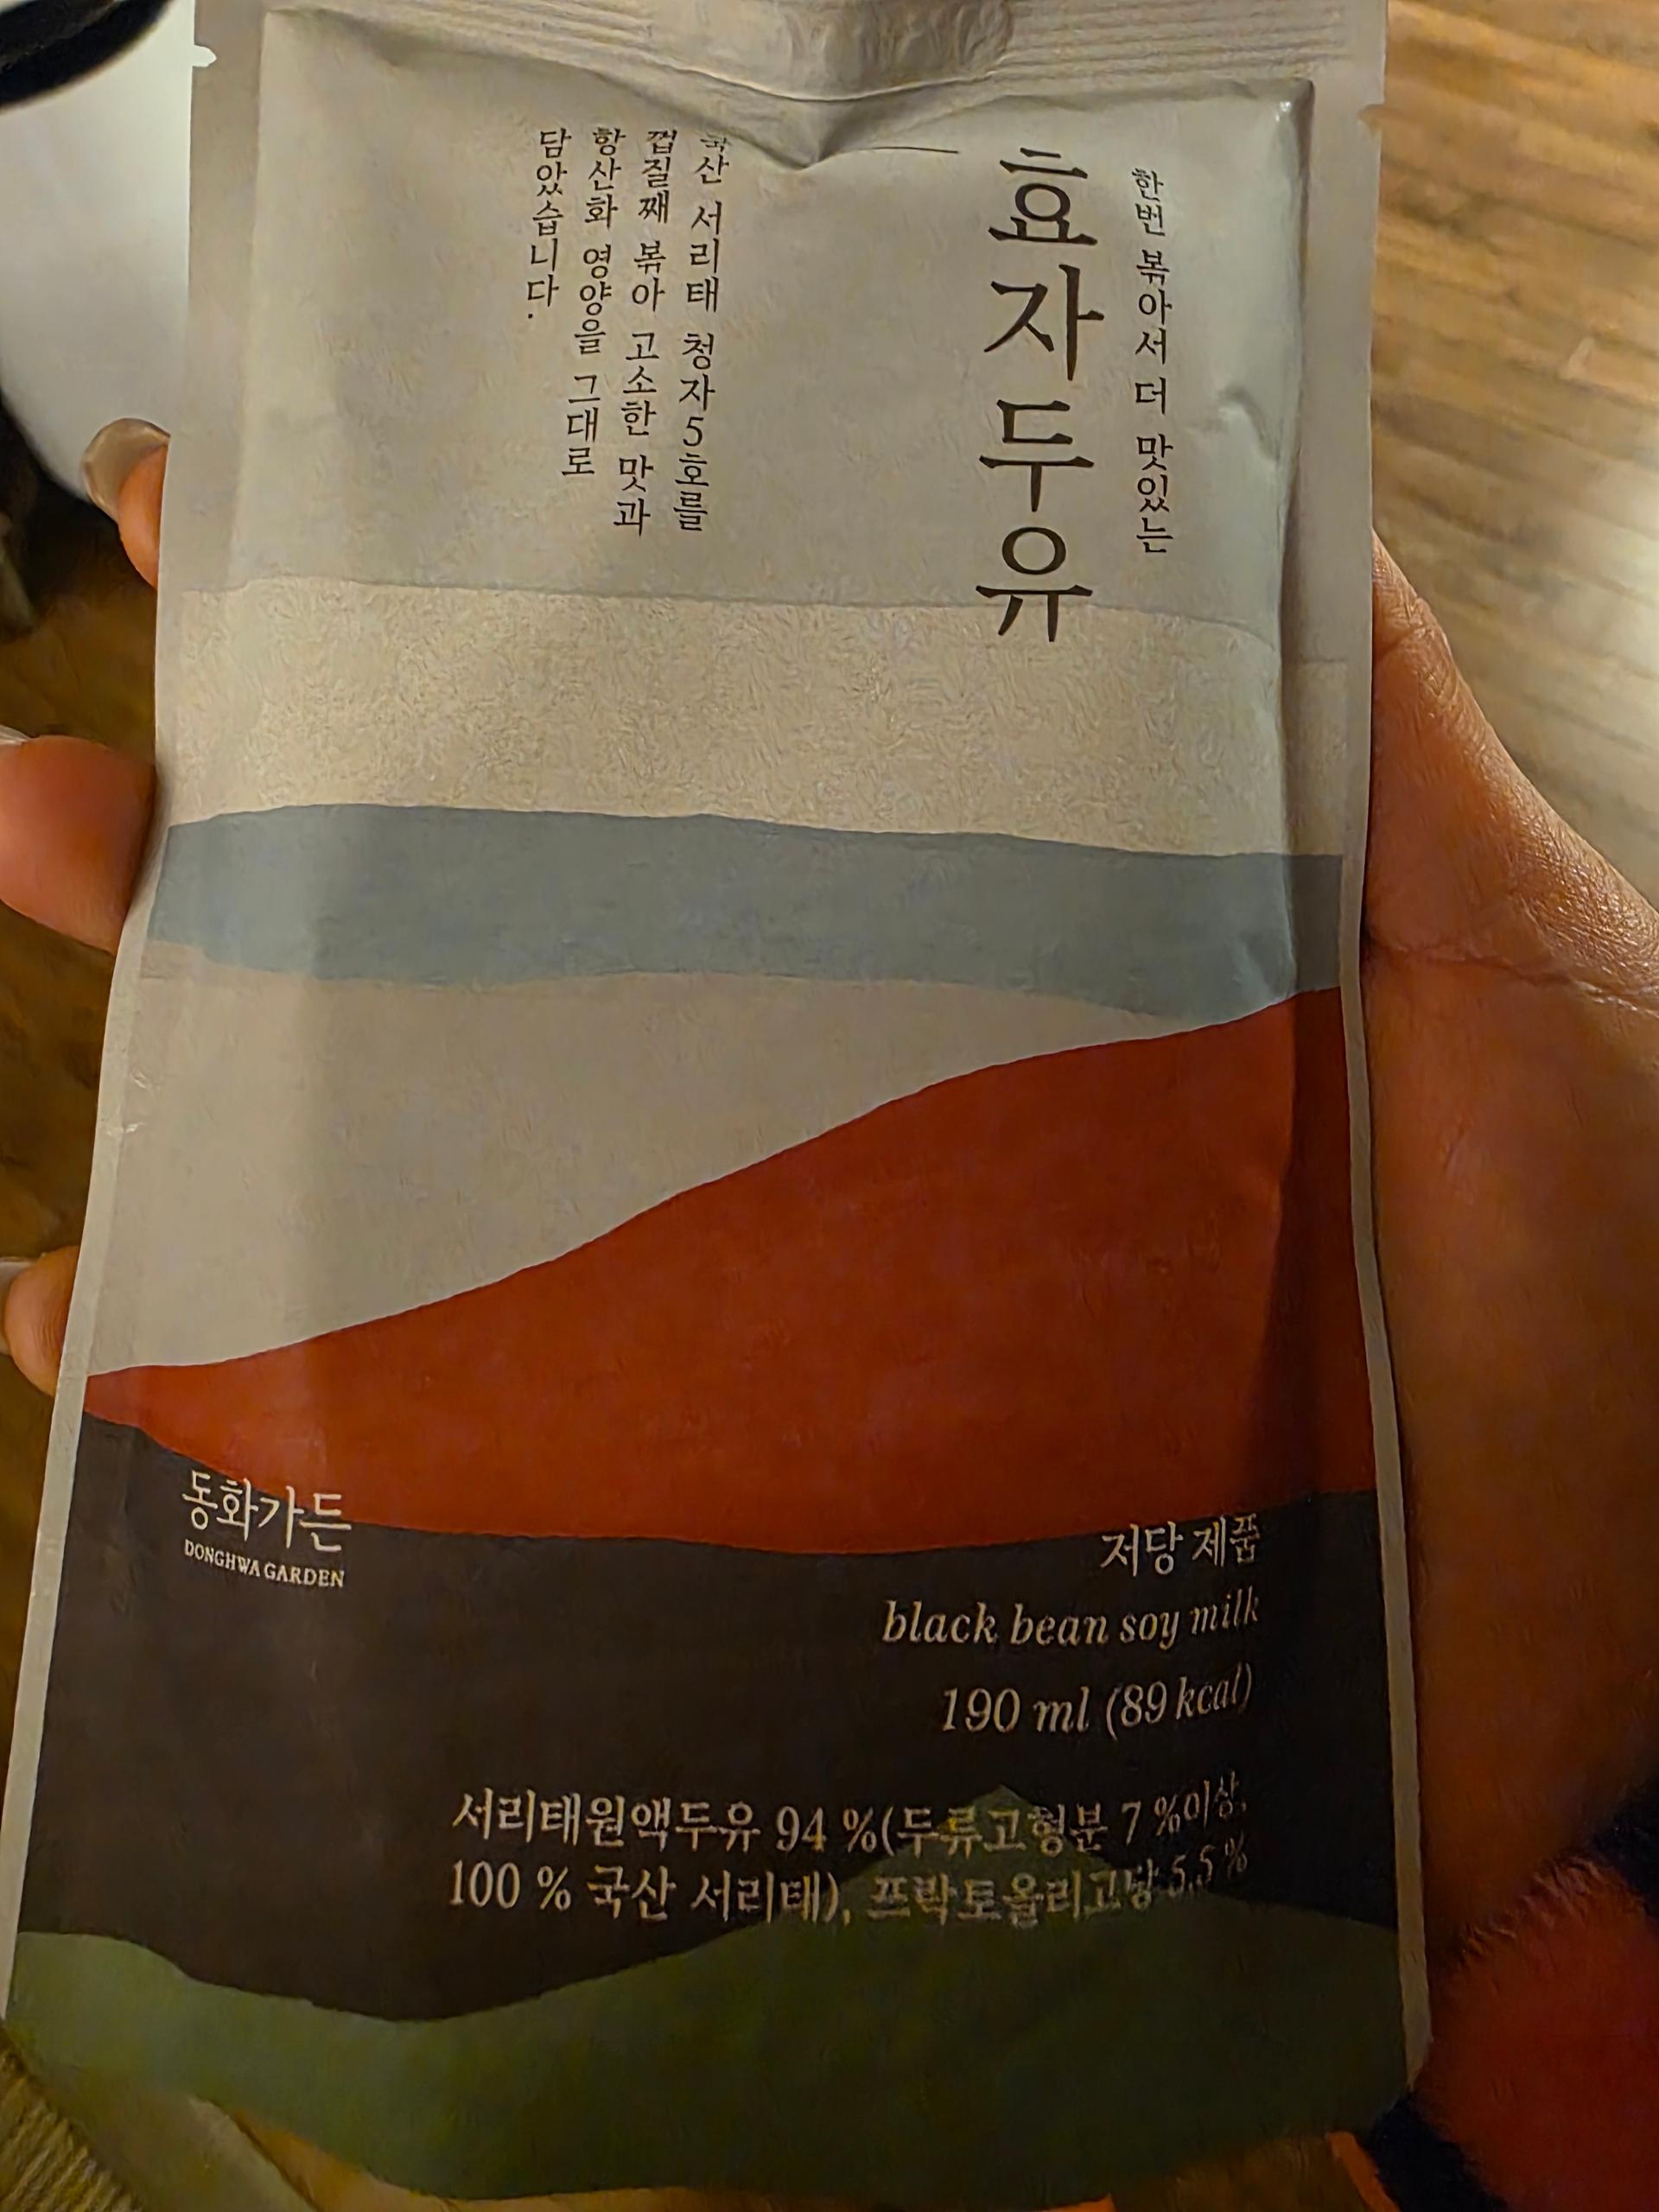 한번 볶아서 더 맛있는
효자두유
국산 서리태 청자5호를
껍질째 볶아 고소한 맛과
항산화 영양을 그대로
담았습니다.
동화가든
DONGHWA GARDEN
저당 제품
black bean soy milk
190 ml (89 kcal)
서리태원액두유 94 %(두류고형분 7 %이상,
100 % 국산 서리태), 프락토올리고당 5.5 %